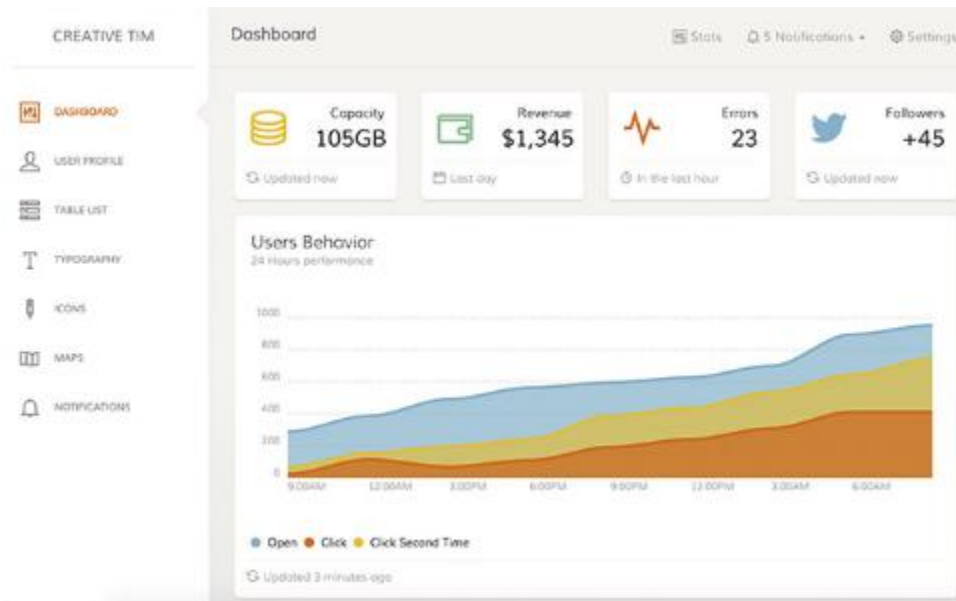 CREATIVE TIM
DASHBOARD
USER PROFILE
TABLE LIST
TYPOGRAPHY
ICONS
MAPS
NOTIFICATIONS
Dashboard
Stats
5 Notifications
Settings
Capacity
105GB
Updated now
Revenue
$1,345
Last day
Errors
23
In the last hour
Followers
+45
Updated now
Users Behavior
24 Hours performance
1000
800
600
400
200
0
9:00AM 12:00AM 3:00PM 6:00PM 9:00PM 12:00PM 3:00AM 6:00AM
Open Click Click Second Time
Updated 3 minutes ago